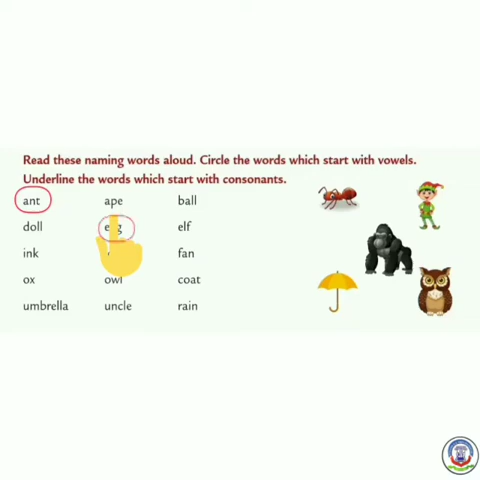 Read these naming words aloud. Circle the words which start with vowels.
Underline the words which start with consonants.
ant ape ball
doll elf
ink fan
ox owl coat
umbrella uncle rain